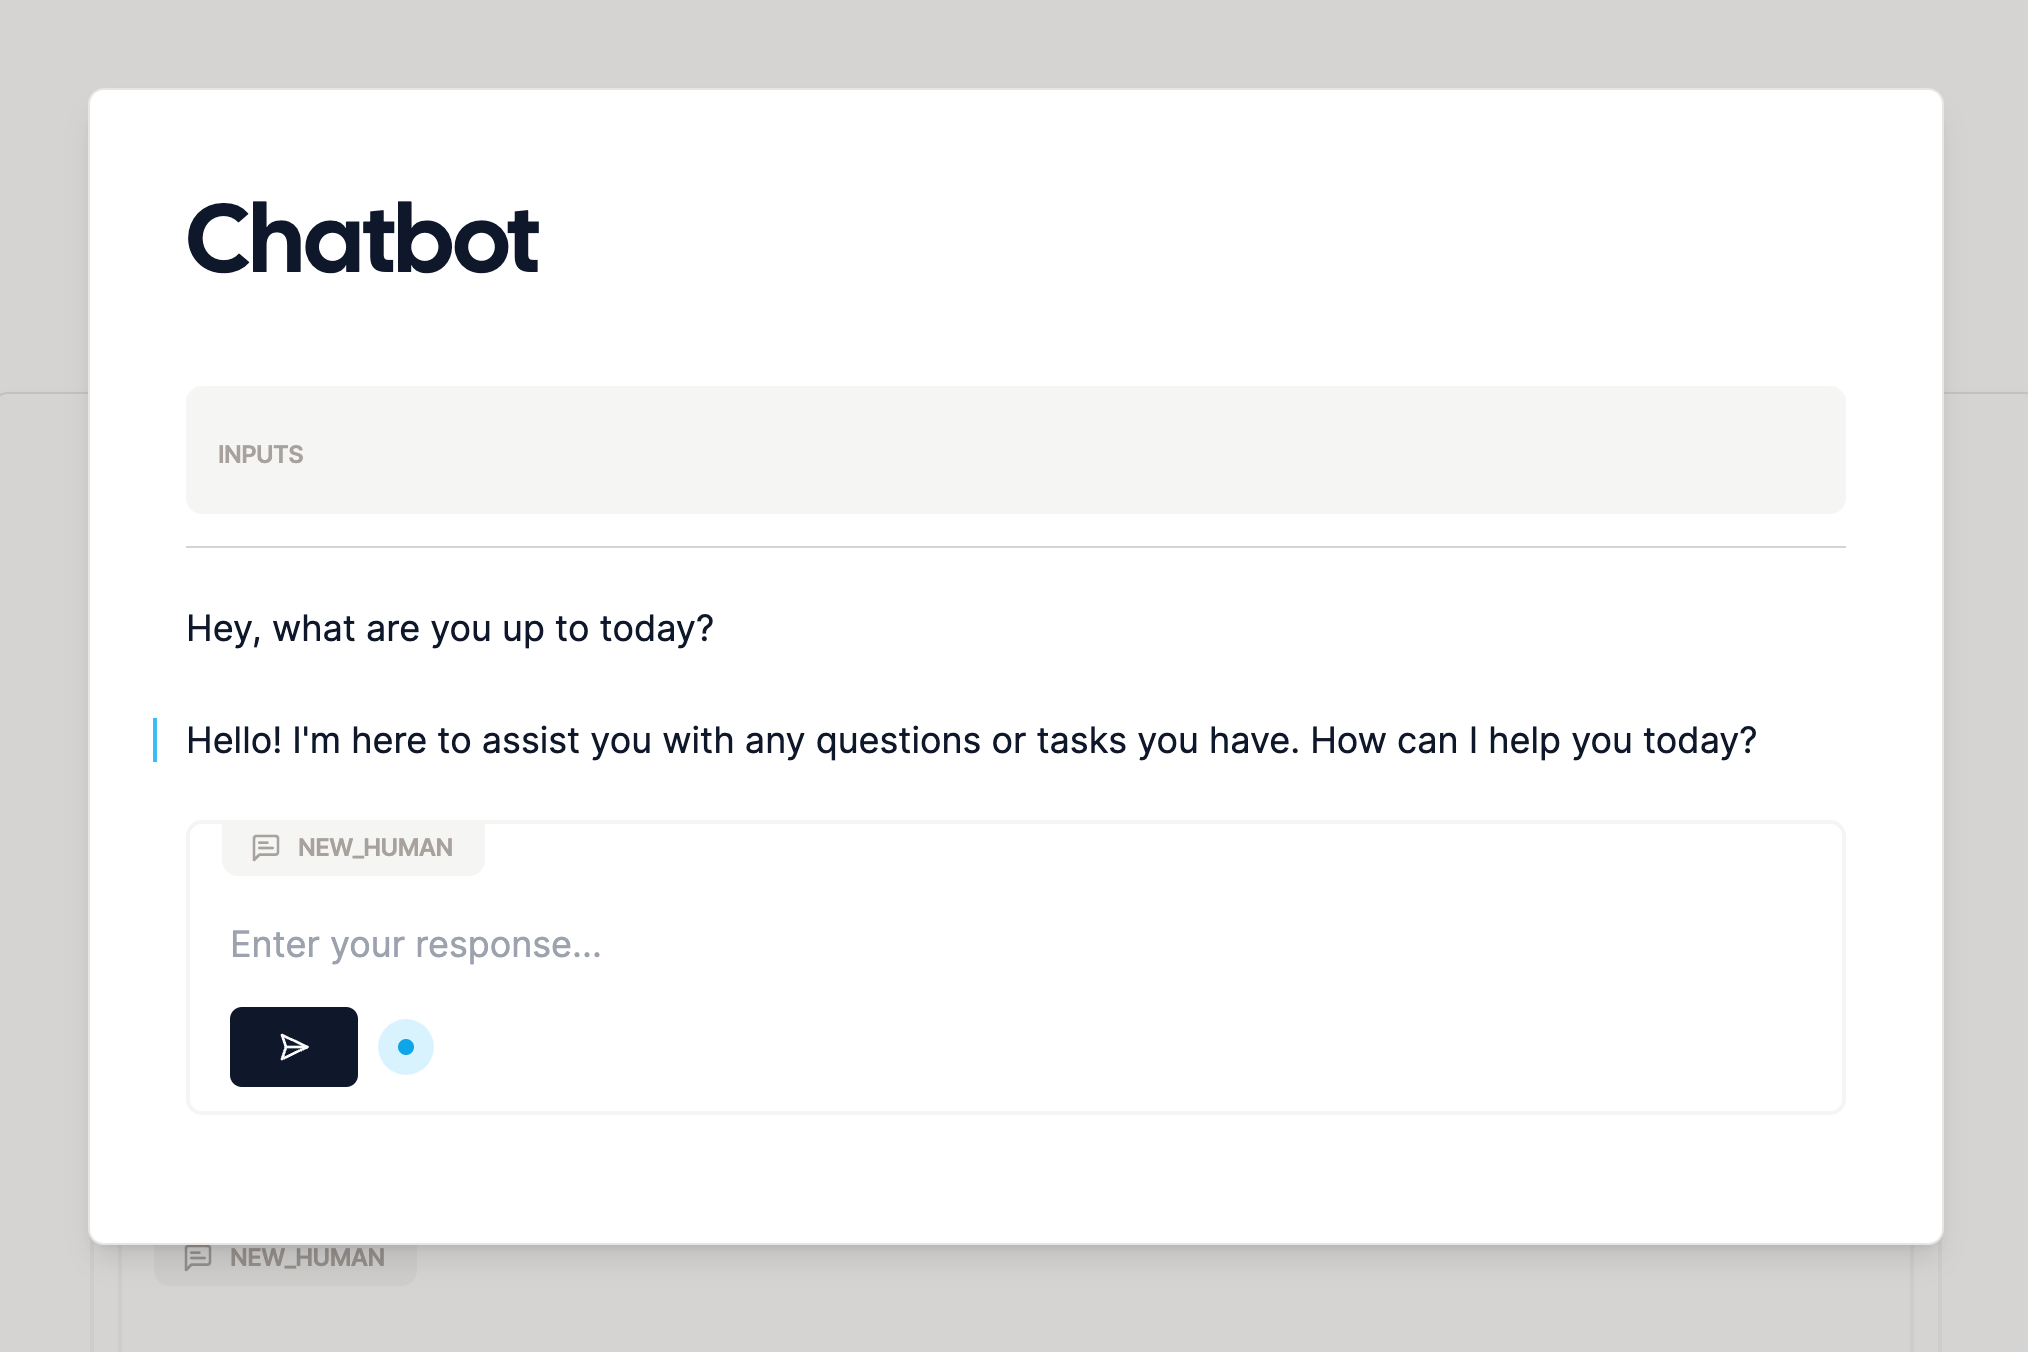 Chatbot
INPUTS
Hey, what are you up to today?
Hello! I'm here to assist you with any questions or tasks you have. How can I help you today?
NEW_HUMAN
Enter your response...
NEW_HUMAN